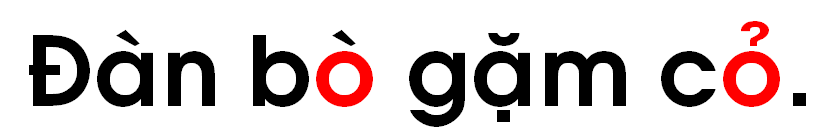 Đàn bò gặm cỏ.